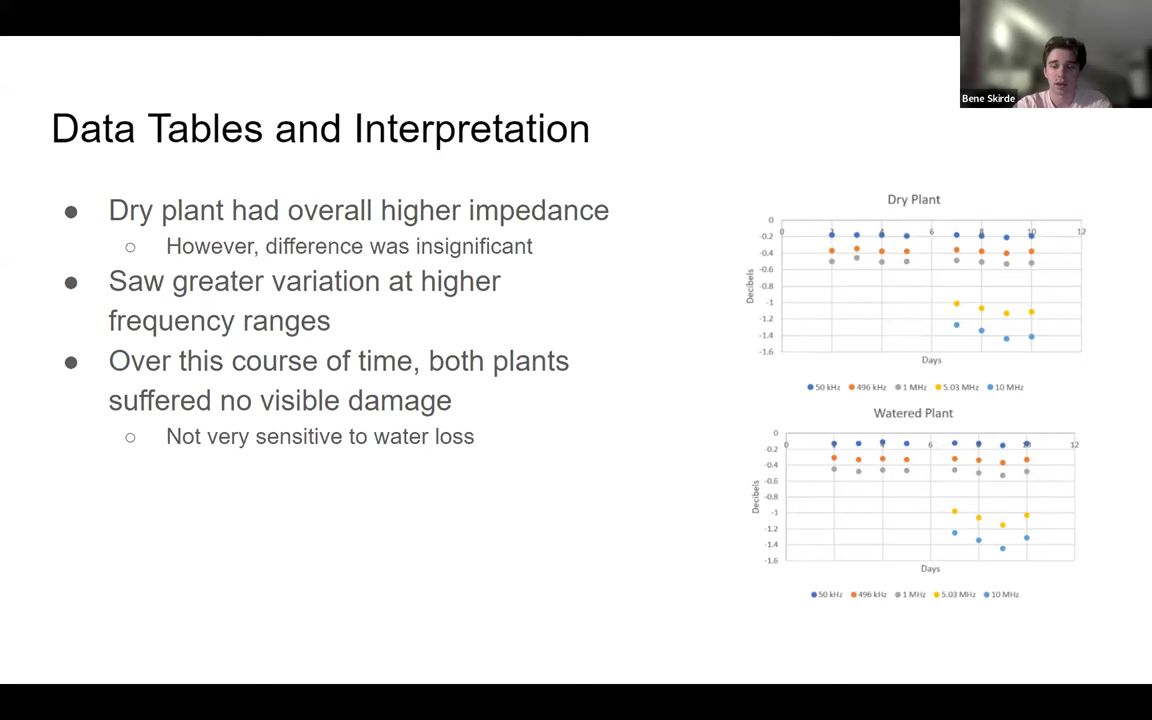 Bene Skirde
Data Tables and Interpretation
● Dry plant had overall higher impedance
○ However, difference was insignificant
● Saw greater variation at higher
frequency ranges
● Over this course of time, both plants
suffered no visible damage
○ Not very sensitive to water loss
Dry Plant
0
-0.2
-0.4
-0.6
-0.8
-1
-1.2
-1.4
-1.6
0 6 12
Decibels
Days
50 kHz 496 kHz 1 MHz 5.03 MHz 10 MHz
Watered Plant
0
-0.2
-0.4
-0.6
-0.8
-1
-1.2
-1.4
-1.6
0 6 12
Decibels
Days
50 kHz 496 kHz 1 MHz 5.03 MHz 10 MHz